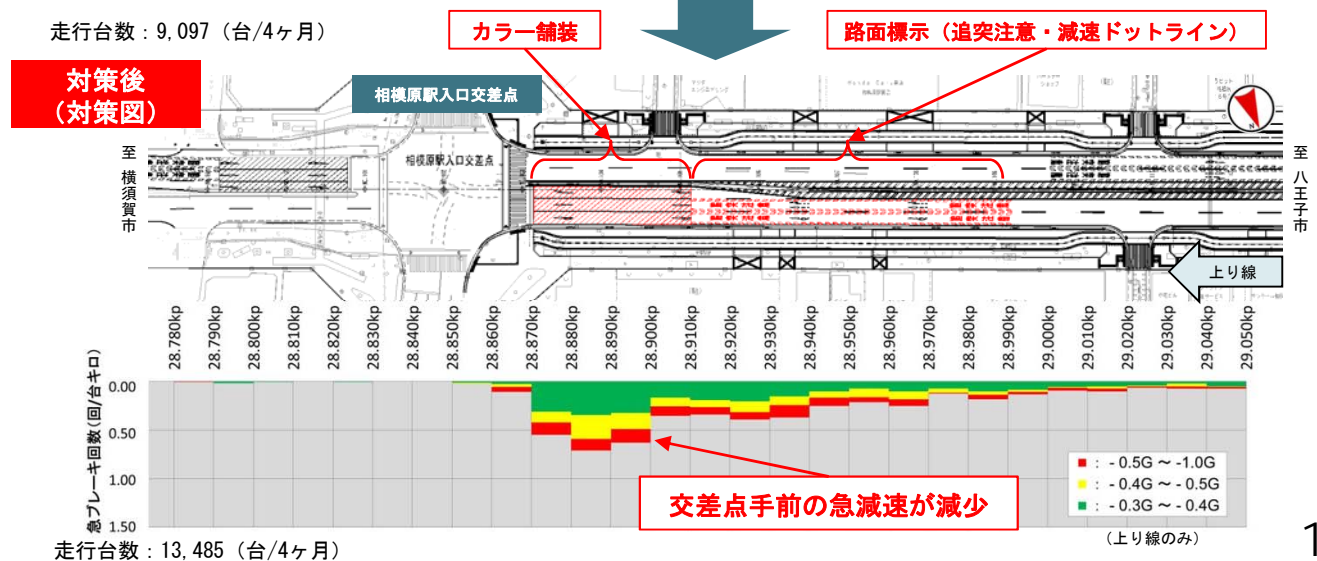 走行台数：9,097（台/4ヶ月）
カラー舗装
路面標示（追突注意・減速ドットライン）
対策後
（対策図）
相模原駅入口交差点
至 横須賀市
相模原駅入口交差点
至 八王子市
上り線
28.780kp
28.790kp
28.800kp
28.810kp
28.820kp
28.830kp
28.840kp
28.850kp
28.860kp
28.870kp
28.880kp
28.890kp
28.900kp
28.910kp
28.920kp
28.930kp
28.940kp
28.950kp
28.960kp
28.970kp
28.980kp
28.990kp
29.000kp
29.010kp
29.020kp
29.030kp
29.040kp
29.050kp
急ブレーキ回数(回/台キロ)
0.00
0.50
1.00
1.50
交差点手前の急減速が減少
■：- 0.5G ～ -1.0G
■：- 0.4G ～ - 0.5G
■：- 0.3G ～ - 0.4G
（上り線のみ）
走行台数：13,485（台/4ヶ月）
1